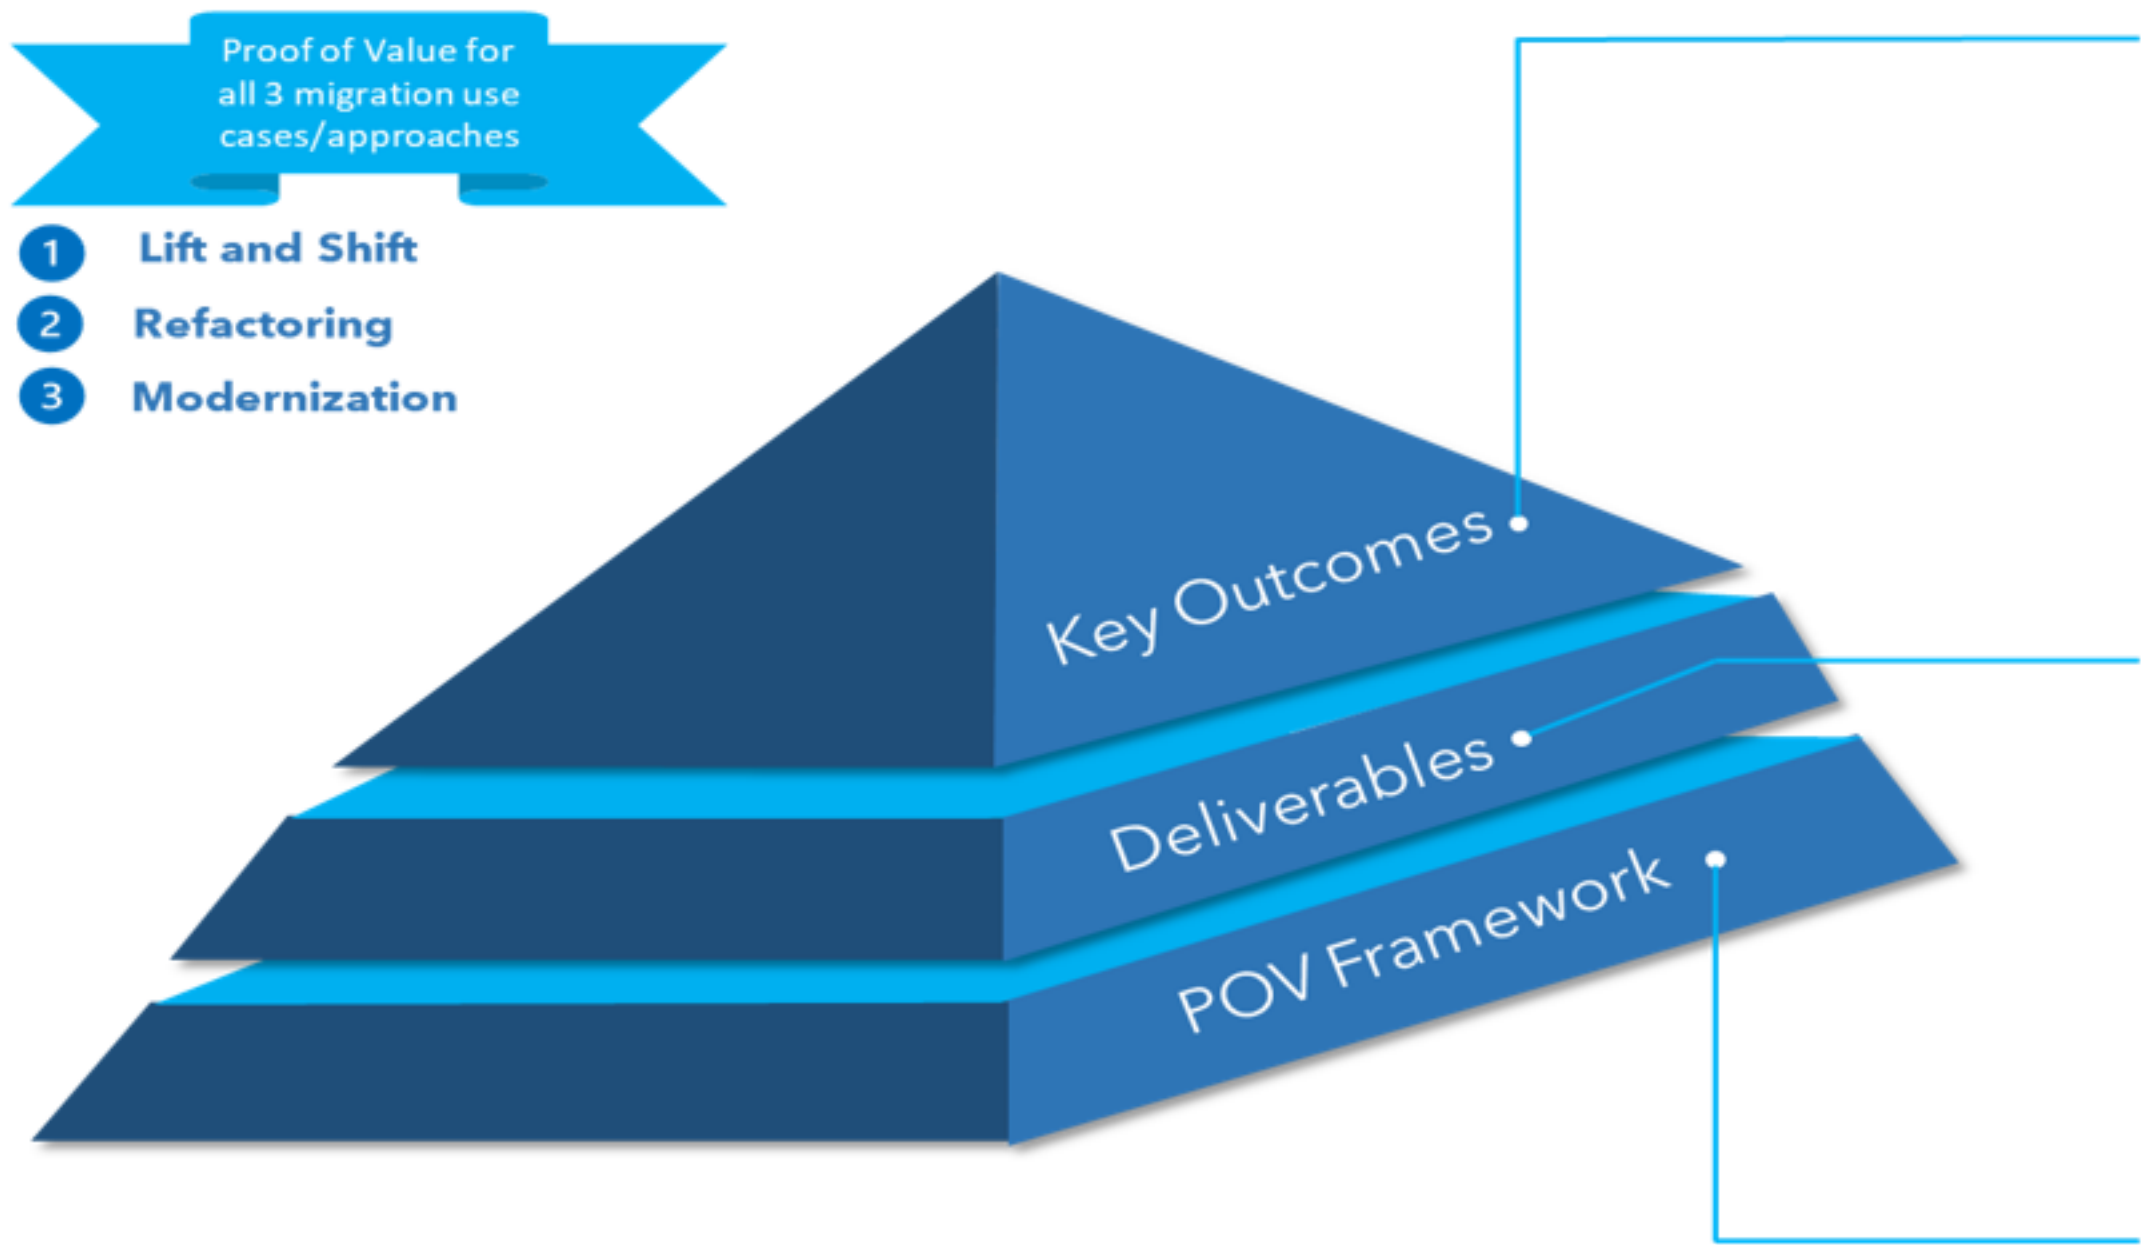 Proof of Value for
all 3 migration use
cases/approaches
1 Lift and Shift
2 Refactoring
3 Modernization
Key Outcomes
Deliverables
POV Framework